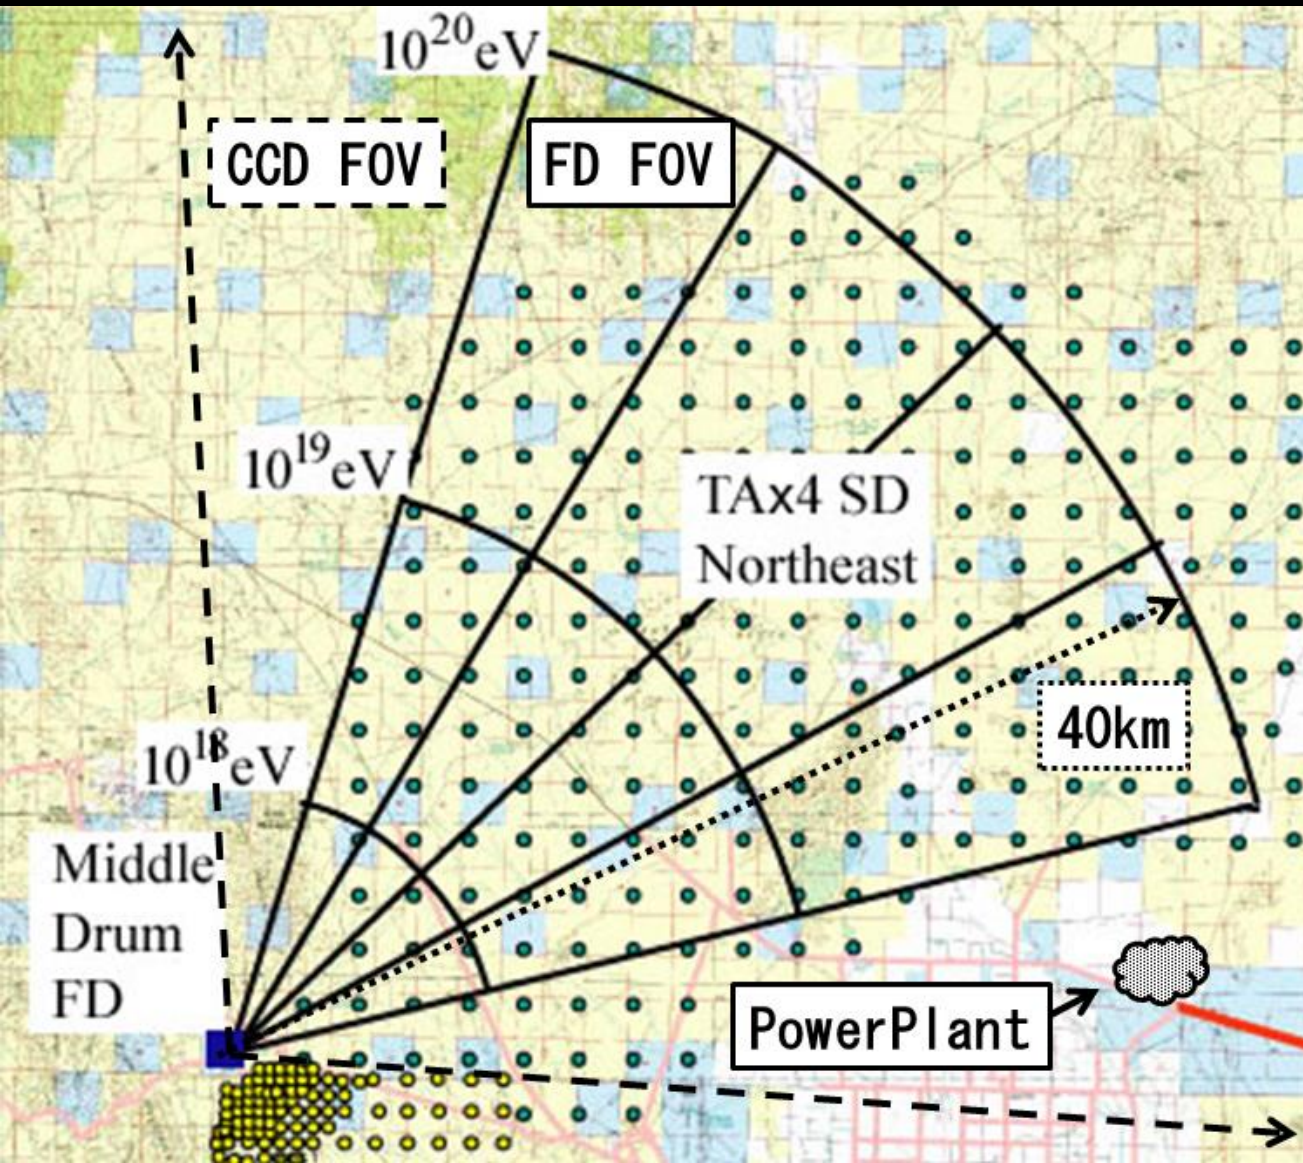 10²⁰eV
CCD FOV
FD FOV
10¹⁹eV
TAx4 SD
Northeast
40km
10¹⁸eV
Middle
Drum
FD
PowerPlant